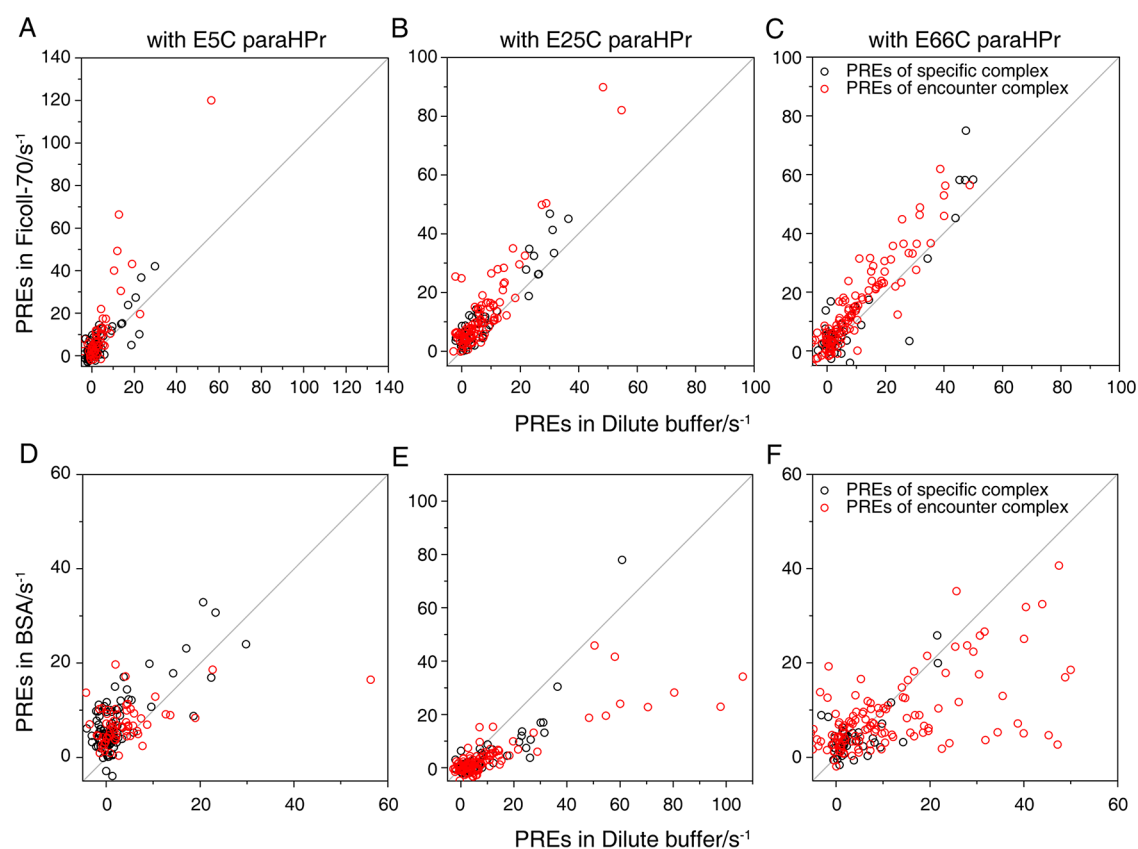 A
with E5C paraHPr
B
with E25C paraHPr
C
with E66C paraHPr
PREs in Ficoll-70/s⁻¹
140
120
100
80
60
40
20
0
0 20 40 60 80 100 120 140
100
80
60
40
20
0
0 20 40 60 80 100
PREs of specific complex
PREs of encounter complex
100
80
60
40
20
0
0 20 40 60 80 100
PREs in Dilute buffer/s⁻¹
D
E
F
PREs in BSA/s⁻¹
60
40
20
0
0 20 40 60
100
80
60
40
20
0
0 20 40 60 80 100
PREs of specific complex
PREs of encounter complex
60
40
20
0
0 20 40 60
PREs in Dilute buffer/s⁻¹